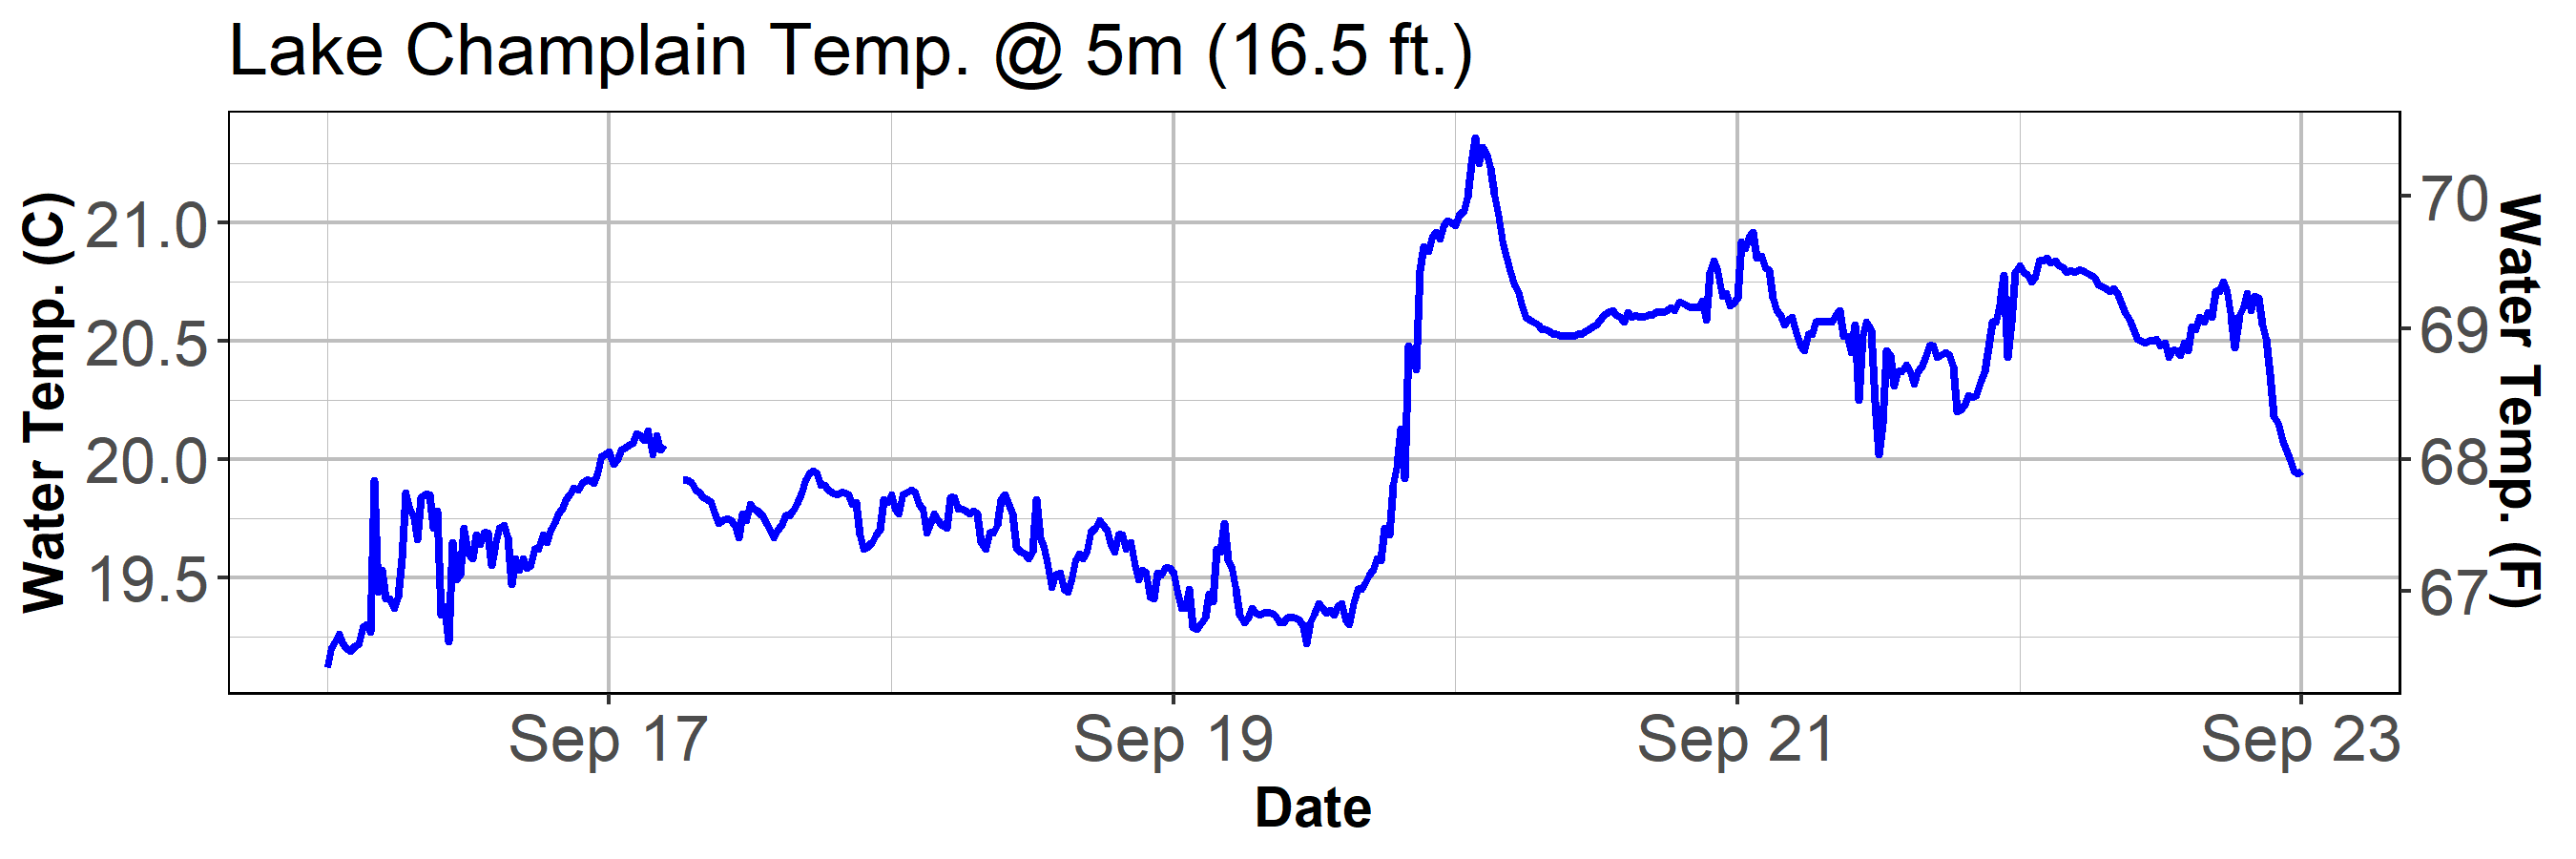 Lake Champlain Temp. @ 5m (16.5 ft.)
Water Temp. (C)
21.0
20.5
20.0
19.5
70
69
68
67
Water Temp. (F)
Sep 17 Sep 19 Sep 21 Sep 23
Date